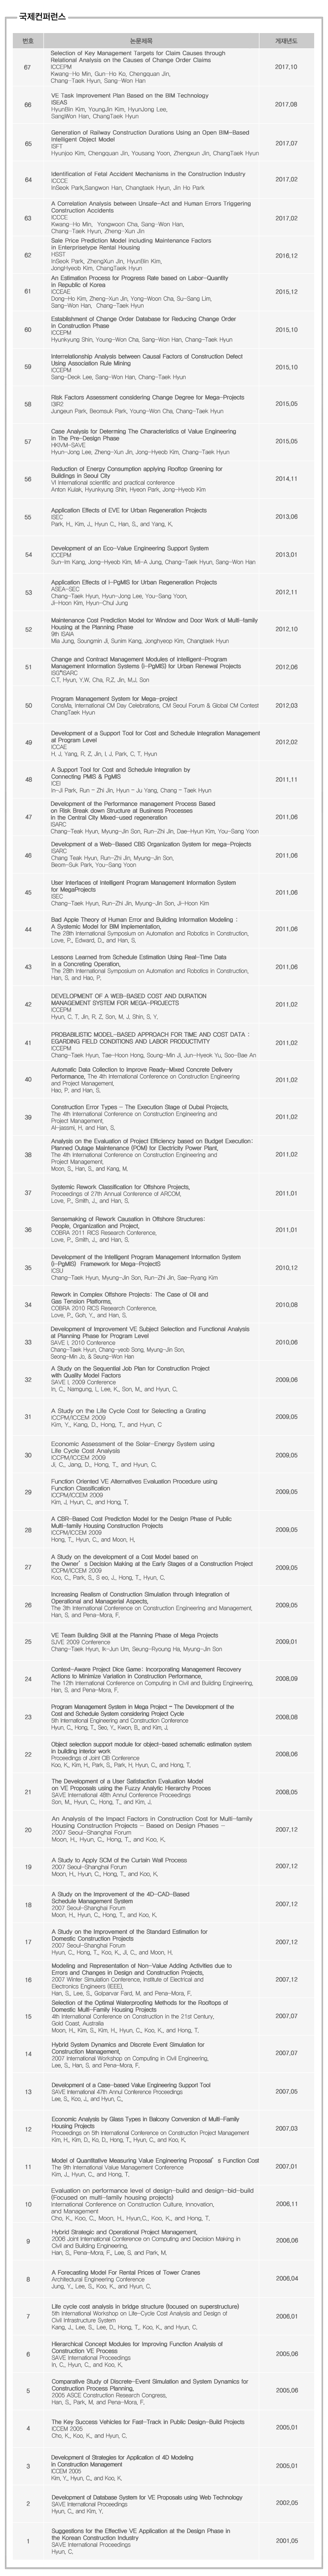 국제컨퍼런스
번호 논문제목 게재년도
67
Selection of Key Management Targets for Claim Causes through
Relational Analysis on the Causes of Change Order Claims
ICCEPM
Kwang-Ho Min, Gun-Ho Ko, Chengquan Jin,
Chang-Taek Hyun, Sang-Won Han
2017.10
66
VE Task Improvement Plan Based on the BIM Technology
ISEAS
HyunBin Kim, YoungJin Kim, HyunJong Lee,
SangWon Han, ChangTaek Hyun
2017.08
65
Generation of Railway Construction Durations Using an Open BIM-Based
Intelligent Object Model
ISFT
Hyunjoo Kim, Chengquan Jin, Yousang Yoon, Zhengxun Jin, ChangTaek Hyun
2017.07
64
Identification of Fetal Accident Mechanisms in the Construction Industry
ICCCE
InSeok Park,Sangwon Han, Changtaek Hyun, Jin Ho Park
2017.02
63
A Correlation Analysis between Unsafe-Act and Human Errors Triggering
Construction Accidents
ICCCE
Kwang-Ho Min, Yongwoon Cha, Sang-Won Han,
Chang-Taek Hyun, Zheng-Xun Jin
2017.02
62
Sale Price Prediction Model including Maintenance Factors
in Enterprisetype Rental Housing
HSST
InSeok Park, ZhengXun Jin, HyunBin Kim,
JongHyeob Kim, ChangTaek Hyun
2016.12
61
An Estimation Process for Progress Rate based on Labor-Quantity
in Republic of Korea
ICCEAE
Dong-Ho Kim, Zheng-Xun Jin, Yong-Woon Cha, Su-Sang Lim,
Sang-Won Han, Chang-Taek Hyun
2015.12
60
Establishment of Change Order Database for Reducing Change Order
in Construction Phase
ICCEPM
Hyunkyung Shin, Young-Won Cha, Sang-Won Han, Chang-Taek Hyun
2015.10
59
Interrelationship Analysis between Causal Factors of Construction Defect
Using Association Rule Mining
ICCEPM
Sang-Deok Lee, Sang-Won Han, Chang-Taek Hyun
2015.10
58
Risk Factors Assessment considering Change Degree for Mega-Projects
I3IR2
Jungeun Park, Beomsuk Park, Young-Won Cha, Chang-Taek Hyun
2015.05
57
Case Analysis for Determing The Characteristics of Value Engineering
in The Pre-Design Phase
HKIVM-SAVE
Hyun-Jong Lee, Zheng-Xun Jin, Jong-Hyeob Kim, Chang-Taek Hyun
2015.05
56
Reduction of Energy Consumption applying Rooftop Greening for
Buildings in Seoul City
VI International scientific and practical conference
Anton Kuiak, Hyunkyung Shin, Hyeon Park, Jong-Hyeob Kim
2014.11
55
Application Effects of EVE for Urban Regeneration Projects
ISEC
Park, H., Kim, J., Hyun C., Han, S., and Yang, K.
2013.06
54
Development of an Eco-Value Engineering Support System
ICCEPM
Sun-Im Kang, Jong-Hyeob Kim, Mi-A Jung, Chang-Taek Hyun, Sang-Won Han
2013.01
53
Application Effects of I-PgMIS for Urban Regeneration Projects
ASEA-SEC
Chang-Taek Hyun, Hyun-Jong Lee, You-Sang Yoon,
Ji-Hoon Kim, Hyun-Chul Jung
2012.11
52
Maintenance Cost Prediction Model for Window and Door Work of Multi-family
Housing at the Planning Phase
9th ISAIA
Mia Jung, Soungmin Ji, Sunim Kang, Jonghyeop Kim, Changtaek Hyun
2012.10
51
Change and Contract Management Modules of Intelligent-Program
Management Information Systems (i-PgMIS) for Urban Renewal Projects
ISG*ISARC
C.T, Hyun, Y.W, Cha, R.Z, Jin, M.J, Son
2012.06
50
Program Management System for Mega-project
ConsMa, International CM Day Celebrations, CM Seoul Forum & Global CM Contest
ChangTaek Hyun
2012.03
49
Development of a Support Tool for Cost and Schedule Integration Management
at Program Level
ICCAE
H, J, Yang, R, Z, Jin, I, J, Park, C, T, Hyun
2012.02
48
A Support Tool for Cost and Schedule Integration by
Connecting PMIS & PgMIS
ICEI
In-Ji Park, Run - Zhi Jin, Hyun - Ju Yang, Chang - Taek Hyun
2011.11
47
Development of the Performance management Process Based
on Risk Break down Structure at Business Processes
in the Central City Mixed-used regeneration
ISARC
Chang-Teak Hyun, Myung-Jin Son, Run-Zhi Jin, Dae-Hyun Kim, You-Sang Yoon
2011.06
46
Development of a Web-Based CBS Organization System for mega-Projects
ISARC
Chang Teak Hyun, Run-Zhi Jin, Myung-Jin Son,
Beom-Suk Park, You-Sang Yoon
2011.06
45
User Interfaces of Intelligent Program Management Information System
for MegaProjects
ISEC
Chang-Taek Hyun, Run-Zhi Jin, Myung-Jin Son, Ji-Hoon Kim
2011.06
44
Bad Apple Theory of Human Error and Building Information Modeling :
A Systemic Model for BIM Implementation,
The 28th International Symposium on Automation and Robotics in Construction.
Love, P., Edward, D., and Han, S,
2011.06
43
Lessons Learned from Schedule Estimation Using Real-Time Data
in a Concreting Operation,
The 28th International Symposium on Automation and Robotics in Construction,
Han, S, and Hao, P.
2011.06
42
DEVELOPMENT OF A WEB-BASED COST AND DURATION
MANAGEMENT SYSTEM FOR MEGA-PROJECTS
ICCEPM
Hyun, C, T, Jin, R, Z, Son, M, J, Shin, S, Y,
2011.02
41
PROBABILISTIC MODEL-BASED APPROACH FOR TIME AND COST DATA :
EGARDING FIELD CONDITIONS AND LABOR PRODUCTIVITY
ICCEPM
Chang-Taek Hyun, Tae-Hoon Hong, Soung-Min Ji, Jun-Hyeok Yu, Soo-Bae An
2011.02
40
Automatic Data Collection to Improve Ready-Mixed Concrete Delivery
Performance, The 4th International Conference on Construction Engineering
and Project Management,
Hao, P, and Han, S,
2011.02
39
Construction Error Types - The Execution Stage of Dubai Projects,
The 4th International Conference on Construction Engineering and
Project Management,
Al-jassmi, H, and Han, S.
2011.02
38
Analysis on the Evaluation of Project Efficiency based on Budget Execution:
Planned Outage Maintenance (POM) for Electricity Power Plant,
The 4th International Conference on Construction Engineering and
Project Management,
Moon, S., Han, S., and Kang, M,
2011.02
37
Systemic Rework Classification for Offshore Projects,
Proceedings of 27th Annual Conference of ARCOM,
Love, P., Smith, J., and Han, S,
2011.01
36
Sensemaking of Rework Causation in Offshore Structures:
People, Organization and Project,
COBRA 2011 RICS Research Conference,
Love, P., Smith, J., and Han, S,
2011.01
35
Development of the Intelligent Program Management Information System
(i-PgMIS) Framework for Mega-ProjectS
ICSU
Chang-Taek Hyun, Myung-Jin Son, Run-Zhi Jin, Sae-Ryang Kim
2010.12
34
Rework in Complex Offshore Projects: The Case of Oil and
Gas Tension Platforms,
COBRA 2010 RICS Research Conference,
Love, P., Goh, Y., and Han, S,
2010.08
33
Development of Improvement VE Subject Selection and Functional Analysis
at Planning Phase for Program Level
SAVE I, 2010 Conference
Chang-Taek Hyun, Chang-yeob Song, Myung-Jin Son,
Seong-Min Jo, & Seung-Won Han
2010.06
32
A Study on the Sequential Job Plan for Construction Project
with Quality Model Factors
SAVE I, 2009 Conference
In, C., Namgung, I., Lee, K., Son, M., and Hyun, C,
2009.06
31
A Study on the Life Cycle Cost for Selecting a Grating
ICCPM/ICCEM 2009
Kim, Y., Kang, D., Hong, T., and Hyun, C
2009.05
30
Economic Assessment of the Solar-Energy System using
Life Cycle Cost Analysis
ICCPM/ICCEM 2009
Ji, C., Jang, D., Hong, T., and Hyun, C.
2009.05
29
Function Oriented VE Alternatives Evaluation Procedure using
Function Classification
ICCPM/ICCEM 2009
Kim, J, Hyun, C., and Hong, T,
2009.05
28
A CBR-Based Cost Prediction Model for the Design Phase of Public
Multi-family Housing Construction Projects
ICCPM/ICCEM 2009
Hong, T., Hyun, C., and Moon, H,
2009.05
27
A Study on the development of a Cost Model based on
the Owner's Decision Making at the Early Stages of a Construction Project
ICCPM/ICCEM 2009
Koo, C., Park, S., S eo, J., Hong, T., Hyun, C,
2009.05
26
Increasing Realism of Construction Simulation through Integration of
Operational and Managerial Aspects,
The 3th International Conference on Construction Engineering and Management,
Han, S, and Pena-Mora, F,
2009.05
25
VE Team Building Skill at the Planning Phase of Mega Projects
SJVE 2009 Conference
Chang-Taek Hyun, Ik-Jun Um, Seung-Ryoung Ha, Myung-Jin Son
2009.01
24
Context-Aware Project Dice Game: Incorporating Management Recovery
Actions to Minimize Variation in Construction Performance,
The 12th International Conference on Computing in Civil and Building Engineering,
Han, S. and Pena-Mora, F.
2008.09
23
Program Management System in Mega Project - The Development of the
Cost and Schedule System considering Project Cycle
5th International Engineering and Construction Conference
Hyun, C., Hong, T., Seo, Y., Kwon, B., and Kim, J,
2008.08
22
Object selection support module for object-based schematic estimation system
in building interior work
Proceedings of Joint CIB Conference
Koo, K., Kim, H., Park, S., Park, H, Hyun, C., and Hong, T,
2008.06
21
The Development of a User Satisfaction Evaluation Model
on VE Proposals using the Fuzzy Analytic Hierarchy Proces
SAVE International 48th Annul Conference Proceedings
Son, M., Hyun, C., Hong, T., and Kim, J.
2008.05
20
An Analysis of the Impact Factors in Construction Cost for Multi-family
Housing Construction Projects - Based on Design Phases -
2007 Seoul-Shanghai Forum
Moon, H., Hyun, C., Hong, T., and Koo, K.
2007.12
19
A Study to Apply SCM of the Curtain Wall Process
2007 Seoul-Shanghai Forum
Moon, H., Hyun, C., Hong, T., and Koo, K.
2007.12
18
A Study on the Improvement of the 4D-CAD-Based
Schedule Management System
2007 Seoul-Shanghai Forum
Moon, H., Hyun, C., Hong, T., and Koo, K.
2007.12
17
A Study on the Improvement of the Standard Estimation for
Domestic Construction Projects
2007 Seoul-Shanghai Forum
Hyun, C., Hong, T., Koo, K., Ji, C., and Moon, H.
2007.12
16
Modeling and Representation of Non-Value Adding Activities due to
Errors and Changes in Design and Construction Projects,
2007 Winter Simulation Conference, Institute of Electrical and
Electronics Engineers (IEEE),
Han, S., Lee, S., Golparvar Fard, M, and Pena-Mora, F,
2007.12
15
Selection of the Optimal Waterproofing Methods for the Rooftops of
Domestic Multi-Family Housing Projects
4th International Conference on Construction in the 21st Century,
Gold Coast, Australia
Moon, H., Kim, S., Kim, H., Hyun, C., Koo, K., and Hong, T,
2007.07
14
Hybrid System Dynamics and Discrete Event Simulation for
Construction Management,
2007 International Workshop on Computing in Civil Engineering,
Lee, S., Han, S, and Pena-Mora, F,
2007.07
13
Development of a Case-based Value Engineering Support Tool
SAVE International 47th Annul Conference Proceedings
Lee, S., Koo, J., and Hyun, C,
2007.05
12
Economic Analysis by Glass Types in Balcony Conversion of Multi-Family
Housing Projects
Proceedings on 5th International Conference on Construction Project Management
Kim, H., Kim, D., Ko, D., Hong, T., Hyun, C., and Koo, K.
2007.03
11
Model of Quantitative Measuring Value Engineering Proposal's Function Cost
The 9th International Value Management Conference
Kim, J., Hyun, C., and Hong, T,
2007.01
10
Evaluation on performance level of design-build and design-bid-build
(Focused on multi-family housing projects)
International Conference on Construction Culture, Innovation,
and Management
Cho, K., Koo, C., Moon, H., Hyun,C., Koo, K., and Hong, T,
2006.11
9
Hybrid Strategic and Operational Project Management,
2006 Joint International Conference on Computing and Decision Making in
Civil and Building Engineering,
Han, S., Pena-Mora, F., Lee, S, and Park, M,
2006.06
8
A Forecasting Model For Rental Prices of Tower Cranes
Architectural Engineering Conference
Jung, Y., Lee, S., Koo, K., and Hyun, C,
2006.04
7
Life cycle cost analysis in bridge structure (focused on superstructure)
5th International Workshop on Life-Cycle Cost Analysis and Design of
Civil Infrastructure System
Kang, J., Lee, S., Lee, D., Hong, T., Koo, K., and Hyun, C.
2006.01
6
Hierarchical Concept Modules for Improving Function Analysis of
Construction VE Process
SAVE International Proceedings
In, C., Hyun, C., and Koo, K,
2005.06
5
Comparative Study of Discrete-Event Simulation and System Dynamics for
Construction Process Planning,
2005 ASCE Construction Research Congress,
Han, S., Park, M, and Pena-Mora, F,
2005.06
4
The Key Success Vehicles for Fast-Track in Public Design-Build Projects
ICCEM 2005
Cho, K., Koo, K., and Hyun, C.
2005.01
3
Development of Strategies for Application of 4D Modeling
in Construction Management
ICCEM 2005
Kim, Y., Hyun, C., and Koo, K,
2005.01
2
Development of Database System for VE Proposals using Web Technology
SAVE International Proceedings
Hyun, C., and Kim, Y.
2002.05
1
Suggestions for the Effective VE Application at the Design Phase in
the Korean Construction Industry
SAVE International Proceedings
Hyun, C,
2001.05